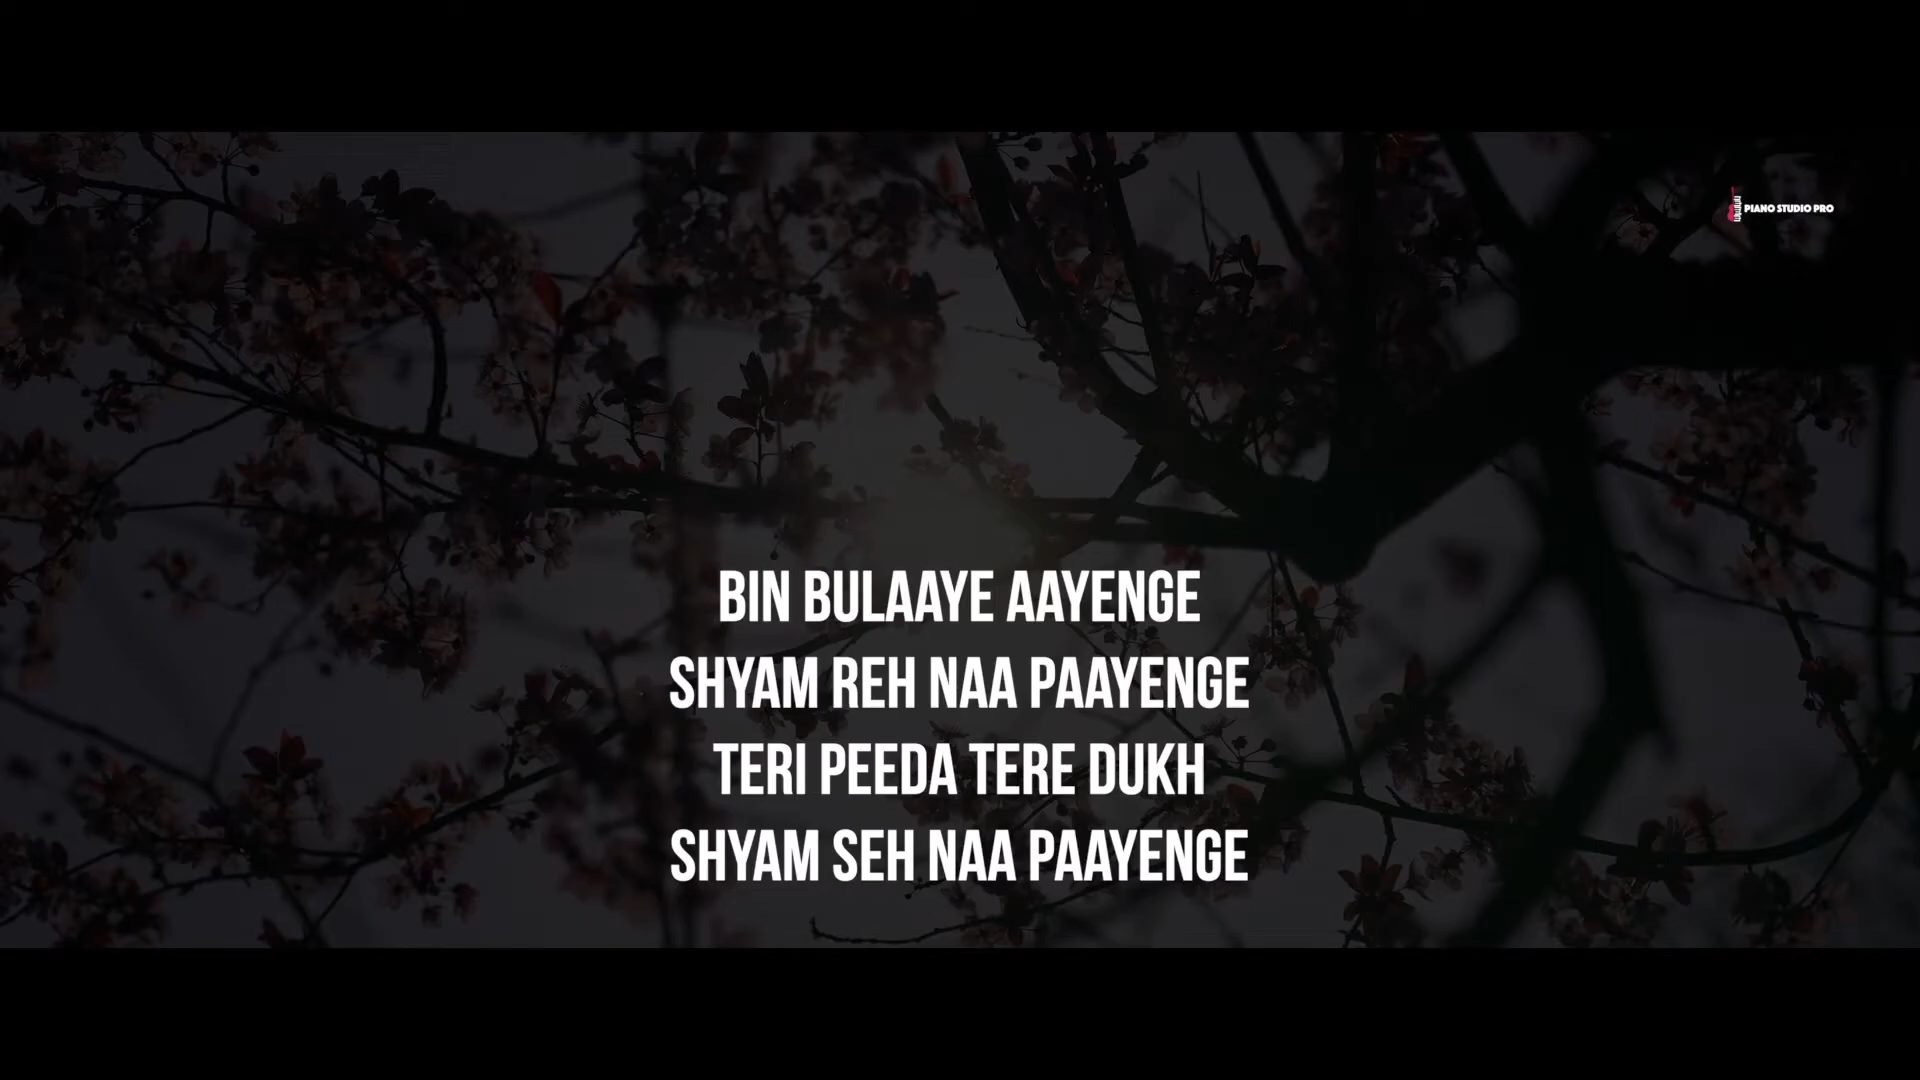 PIANO STUDIO PRO
BIN BULAAYE AAYENGE
SHYAM REH NAA PAAYENGE
TERI PEEDA TERE DUKH
SHYAM SEH NAA PAAYENGE